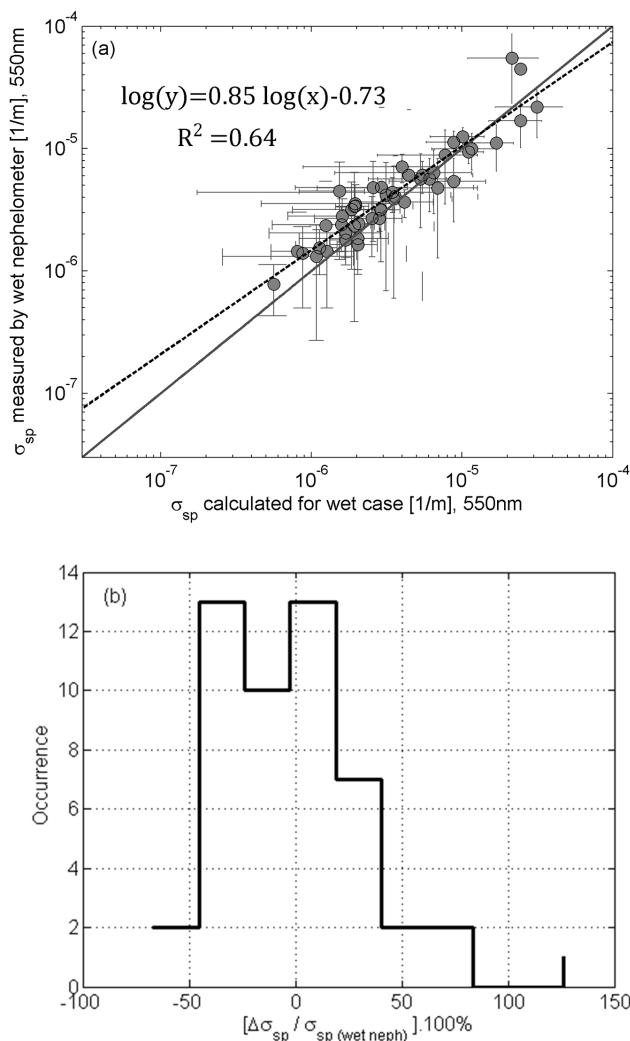 10⁻⁴
(a)
log(y)=0.85 log(x)-0.73
R² =0.64
10⁻⁵
10⁻⁶
10⁻⁷
σsp measured by wet nephelometer [1/m], 550nm
10⁻⁷ 10⁻⁶ 10⁻⁵ 10⁻⁴
σsp calculated for wet case [1/m], 550nm
14
(b)
12
10
8
6
4
2
0
Occurrence
-100 -50 0 50 100 150
[Δσsp / σsp (wet neph)].100%